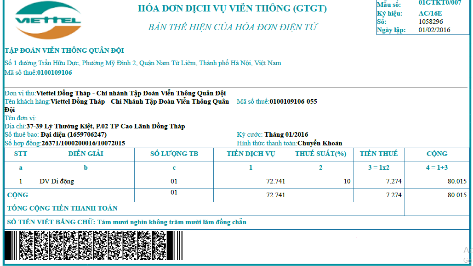 VIETTEL
HÓA ĐƠN DỊCH VỤ VIỄN THÔNG (GTGT)
BẢN THỂ HIỆN CỦA HÓA ĐƠN ĐIỆN TỬ
Mẫu số: 01GTKT0/007
Ký hiệu: AC/16E
Số: 1058296
Ngày lập: 01/02/2016
TẬP ĐOÀN VIỄN THÔNG QUÂN ĐỘI
Số 1 đường Trần Hữu Dực, Phường Mỹ Đình 2, Quận Nam Từ Liêm, Thành phố Hà Nội, Việt Nam
Mã số thuế:0100109106
Đơn vị thu:Viettel Đồng Tháp - Chi nhánh Tập Đoàn Viễn Thông Quân Đội
Tên khách hàng:Viettel Đồng Tháp Chi Nhánh Tập Đoàn Viễn Thông Quân Đội Mã số thuế:0100109106 055
Tên đơn vị:
Địa chỉ:37-39 Lý Thường Kiệt, P.02 TP Cao Lãnh Đồng Tháp
Số thuê bao: Đại diện (1659706247) Kỳ cước: Tháng 01/2016
Số hợp đồng:26371/1000200016/10072015 Hình thức thanh toán:Chuyển Khoản
STT DIỄN GIẢI SỐ LƯỢNG TB TIỀN DỊCH VỤ THUẾ SUẤT(%) TIỀN THUẾ CỘNG
a b c 1 2 3 = 1x2 4 = 1+3
1 DV Di động 01 72.741 10 7.274 80.015
CỘNG 01 72.741 7.274 80.015
TỔNG CỘNG TIỀN THANH TOÁN
SỐ TIỀN VIẾT BẰNG CHỮ: Tám mươi nghìn không trăm mười lăm đồng chẵn